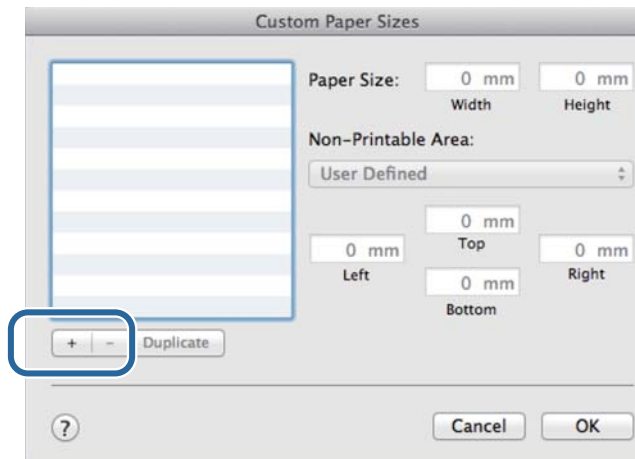 Custom Paper Sizes
Paper Size: 0 mm 0 mm
Width Height
Non-Printable Area:
User Defined
0 mm
Top
0 mm 0 mm
Left Right
0 mm
Bottom
+ - Duplicate
? Cancel OK